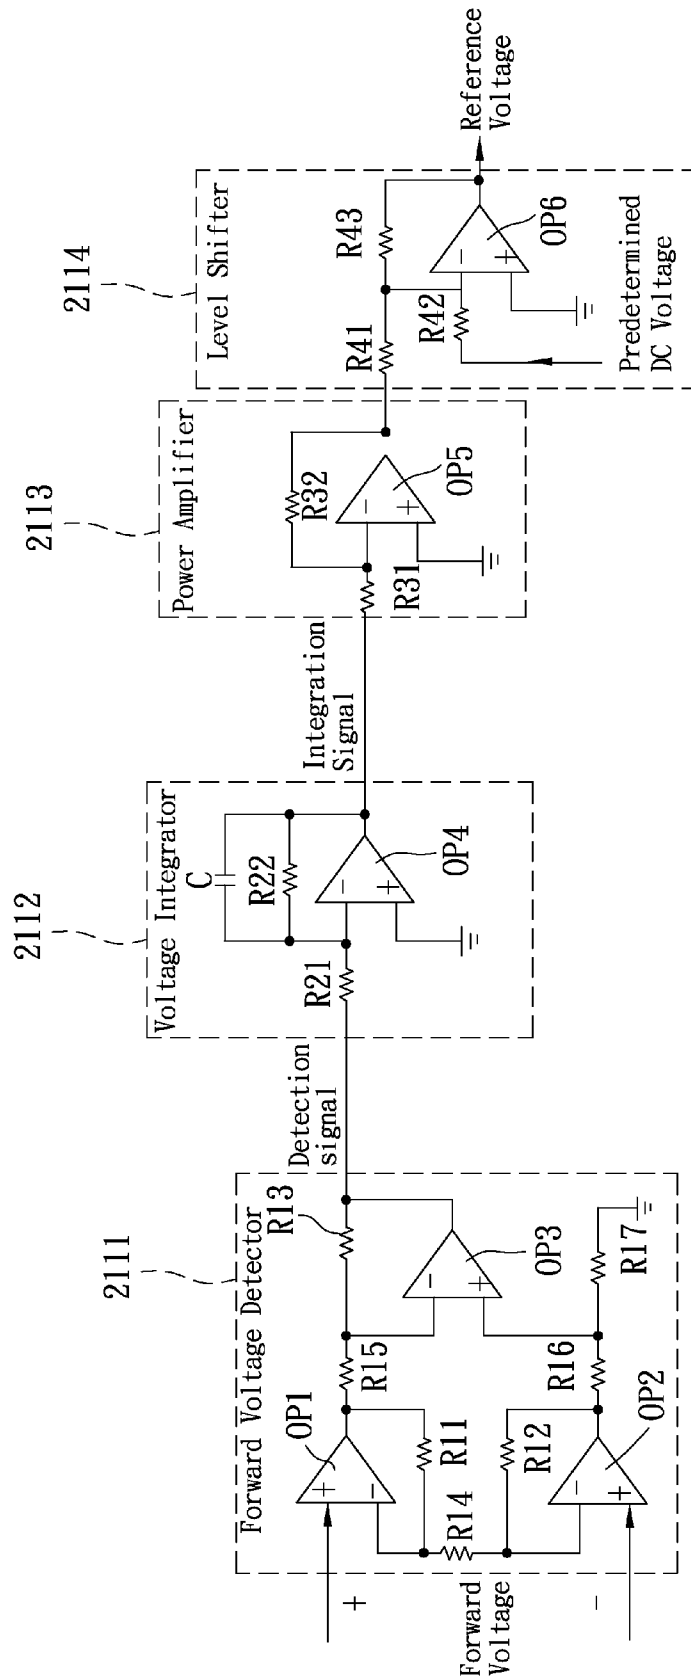 Forward
Voltage
+
−
2111
Forward Voltage Detector
OP1
+
−
R11
R14
R12
−
+
OP2
R15
R13
−
+
OP3
R16
R17
Detection
signal
2112
Voltage Integrator
R21
C
R22
−
+
OP4
Integration
Signal
2113
Power Amplifier
R31
R32
−
+
OP5
2114
Level Shifter
R41
R43
R42
−
+
OP6
Predetermined
DC Voltage
Reference
Voltage